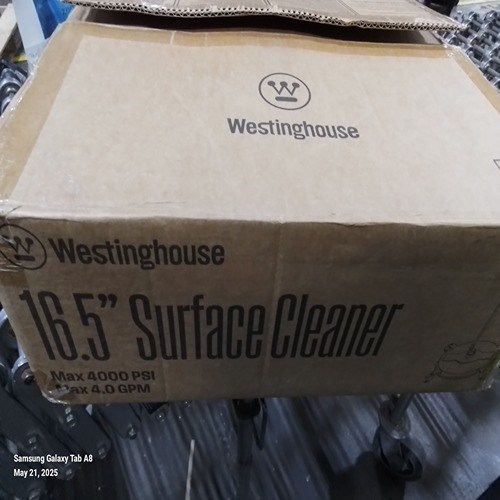 Westinghouse
Westinghouse
16.5” Surface Cleaner
Max 4000 PSI
Max 4.0 GPM
Samsung Galaxy Tab A8
May 21, 2025